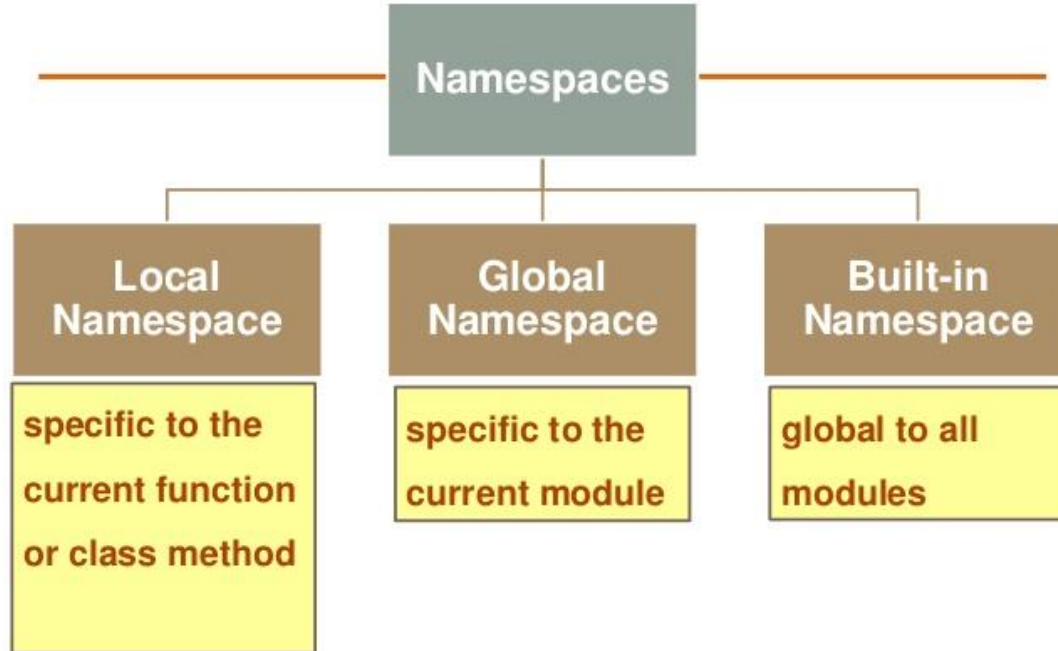 Namespaces
Local
Namespace
specific to the
current function
or class method
Global
Namespace
specific to the
current module
Built-in
Namespace
global to all
modules